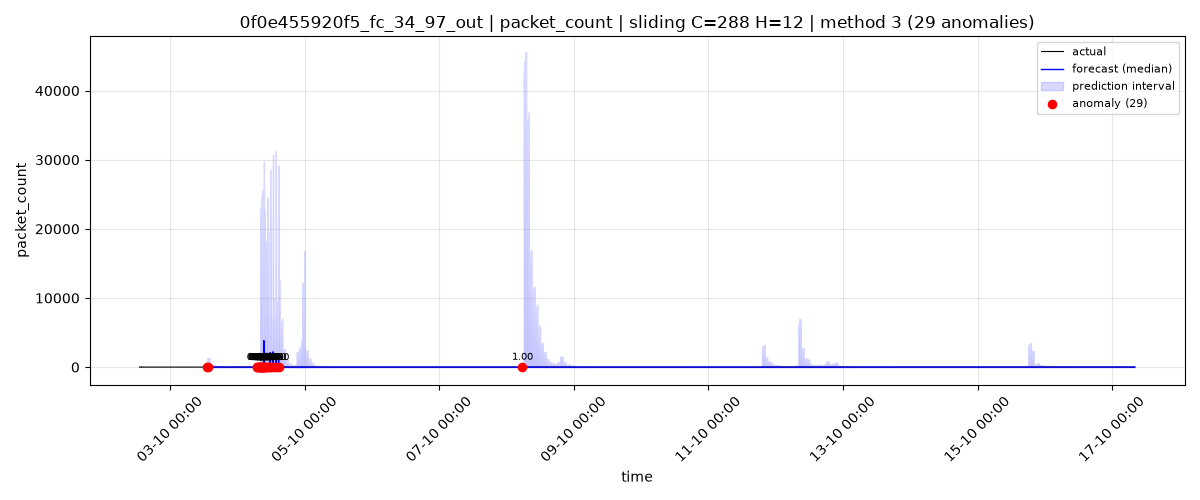 0f0e455920f5_fc_34_97_out | packet_count | sliding C=288 H=12 | method 3 (29 anomalies)
actual
forecast (median)
prediction interval
anomaly (29)
packet_count
40000
30000
20000
10000
0
1.00
03-10 00:00
05-10 00:00
07-10 00:00
09-10 00:00
11-10 00:00
13-10 00:00
15-10 00:00
17-10 00:00
time